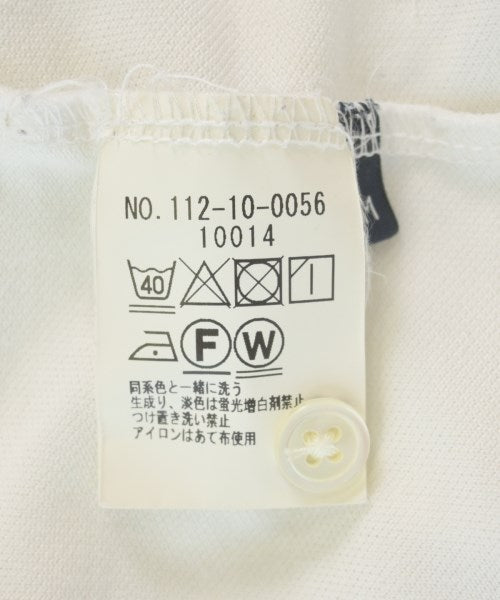 NO.112-10-0056
10014
40
F W
同系色と一緒に洗う
生成り、淡色は蛍光増白剤禁止
つけ置き洗い禁止
アイロンはあて布使用
M